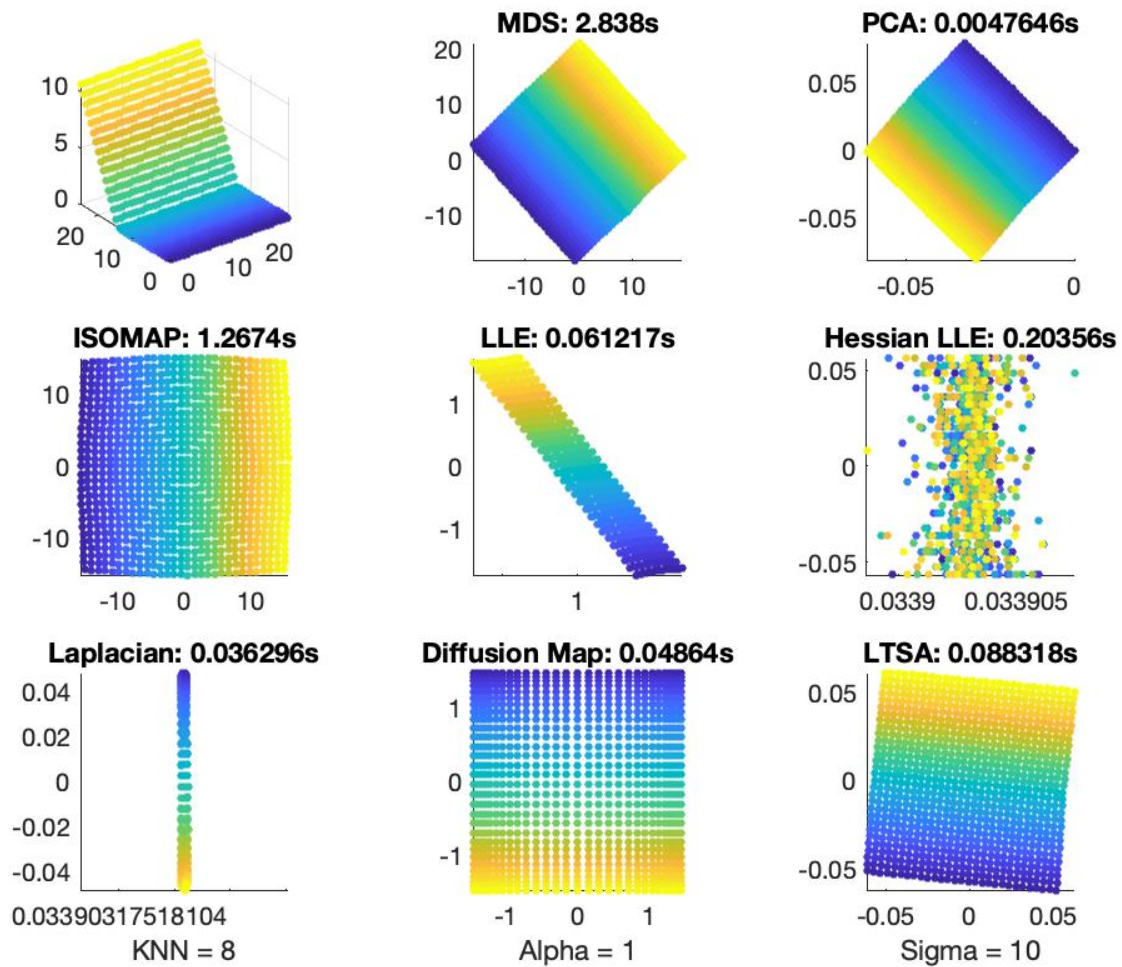 MDS: 2.838s
PCA: 0.0047646s
10
5
0
20
10
0
0
10
20
20
10
0
-10
-10 0 10
0.05
0
-0.05
-0.05 0
ISOMAP: 1.2674s
LLE: 0.061217s
Hessian LLE: 0.20356s
10
0
-10
-10 0 10
1
0
-1
1
0.05
0
-0.05
0.0339 0.033905
Laplacian: 0.036296s
Diffusion Map: 0.04864s
LTSA: 0.088318s
0.04
0.02
0
-0.02
-0.04
0.03390317518104
KNN = 8
1
0
-1
-1 0 1
Alpha = 1
0.05
0
-0.05
-0.05 0 0.05
Sigma = 10